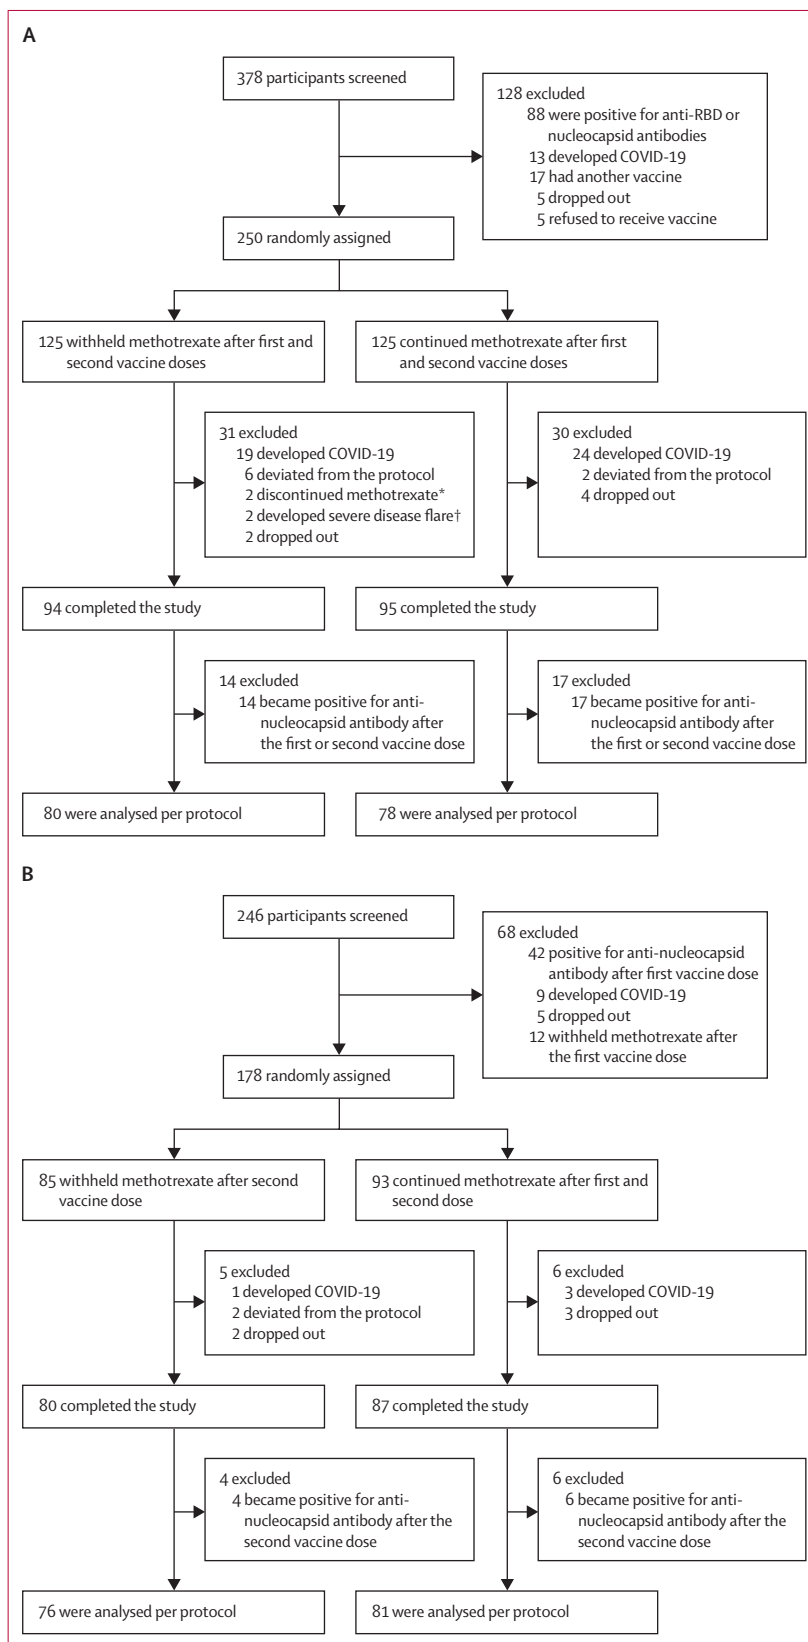 A
378 participants screened
128 excluded
88 were positive for anti-RBD or
nucleocapsid antibodies
13 developed COVID-19
17 had another vaccine
5 dropped out
5 refused to receive vaccine
250 randomly assigned
125 withheld methotrexate after first and
second vaccine doses
125 continued methotrexate after first
and second vaccine doses
31 excluded
19 developed COVID-19
6 deviated from the protocol
2 discontinued methotrexate*
2 developed severe disease flare†
2 dropped out
30 excluded
24 developed COVID-19
2 deviated from the protocol
4 dropped out
94 completed the study
95 completed the study
14 excluded
14 became positive for anti-
nucleocapsid antibody after
the first or second vaccine dose
17 excluded
17 became positive for anti-
nucleocapsid antibody after
the first or second vaccine dose
80 were analysed per protocol
78 were analysed per protocol
B
246 participants screened
68 excluded
42 positive for anti-nucleocapsid
antibody after first vaccine dose
9 developed COVID-19
5 dropped out
12 withheld methotrexate after
the first vaccine dose
178 randomly assigned
85 withheld methotrexate after second
vaccine dose
93 continued methotrexate after first and
second dose
5 excluded
1 developed COVID-19
2 deviated from the protocol
2 dropped out
6 excluded
3 developed COVID-19
3 dropped out
80 completed the study
87 completed the study
4 excluded
4 became positive for anti-
nucleocapsid antibody after the
second vaccine dose
6 excluded
6 became positive for anti-
nucleocapsid antibody after the
second vaccine dose
76 were analysed per protocol
81 were analysed per protocol